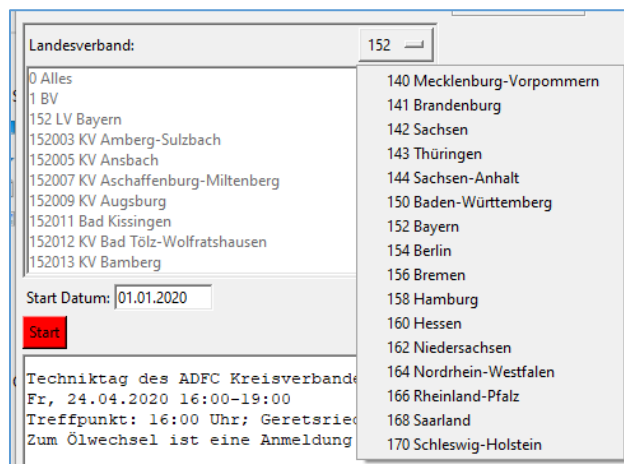 Landesverband:
152
0 Alles
1 BV
152 LV Bayern
152003 KV Amberg-Sulzbach
152005 KV Ansbach
152007 KV Aschaffenburg-Miltenberg
152009 KV Augsburg
152011 Bad Kissingen
152012 KV Bad Tölz-Wolfratshausen
152013 KV Bamberg
Start Datum: 01.01.2020
Start
Techniktag des ADFC Kreisverbande
Fr, 24.04.2020 16:00-19:00
Treffpunkt: 16:00 Uhr; Geretsried
Zum Ölwechsel ist eine Anmeldung
140 Mecklenburg-Vorpommern
141 Brandenburg
142 Sachsen
143 Thüringen
144 Sachsen-Anhalt
150 Baden-Württemberg
152 Bayern
154 Berlin
156 Bremen
158 Hamburg
160 Hessen
162 Niedersachsen
164 Nordrhein-Westfalen
166 Rheinland-Pfalz
168 Saarland
170 Schleswig-Holstein